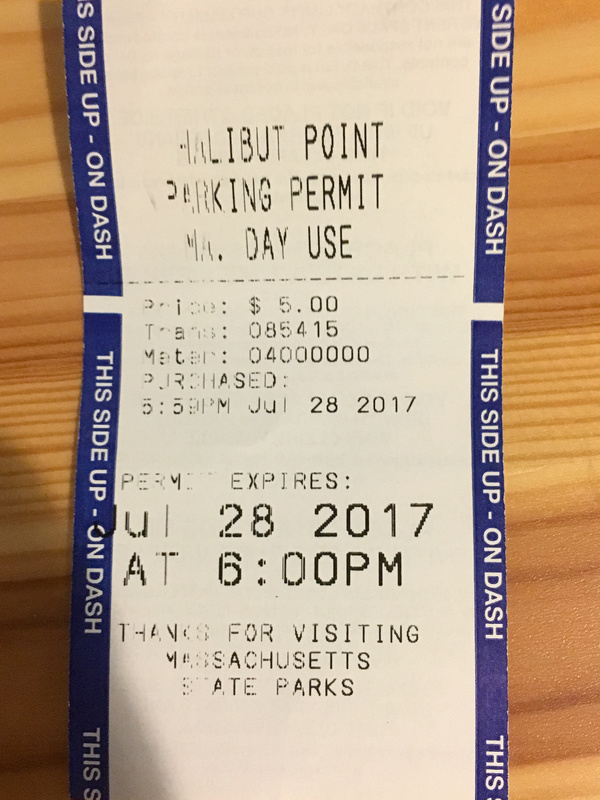 HALIBUT POINT
PARKING PERMIT
MA. DAY USE
Price: $ 5.00
Trans: 085415
Meter: 04000000
PURCHASED:
5:59PM Jul 28 2017
PERMIT EXPIRES:
Jul 28 2017
AT 6:00PM
THANKS FOR VISITING
MASSACHUSETTS
STATE PARKS
IS SIDE UP - ON DASH
THIS SIDE UP - ON DASH
THIS S
SIDE UP - ON DASH
THIS SIDE UP - ON DASH
THIS S